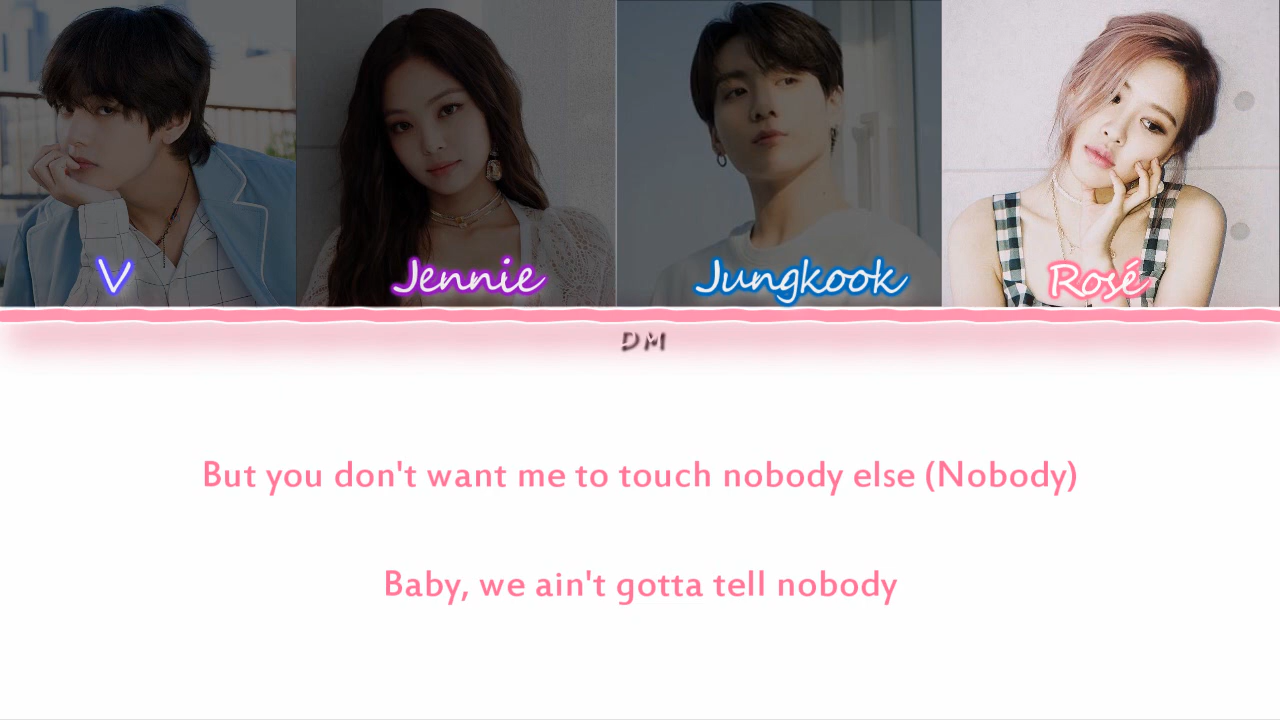 V
Jennie
Jungkook
Rosé
DM
But you don't want me to touch nobody else (Nobody)
Baby, we ain't gotta tell nobody